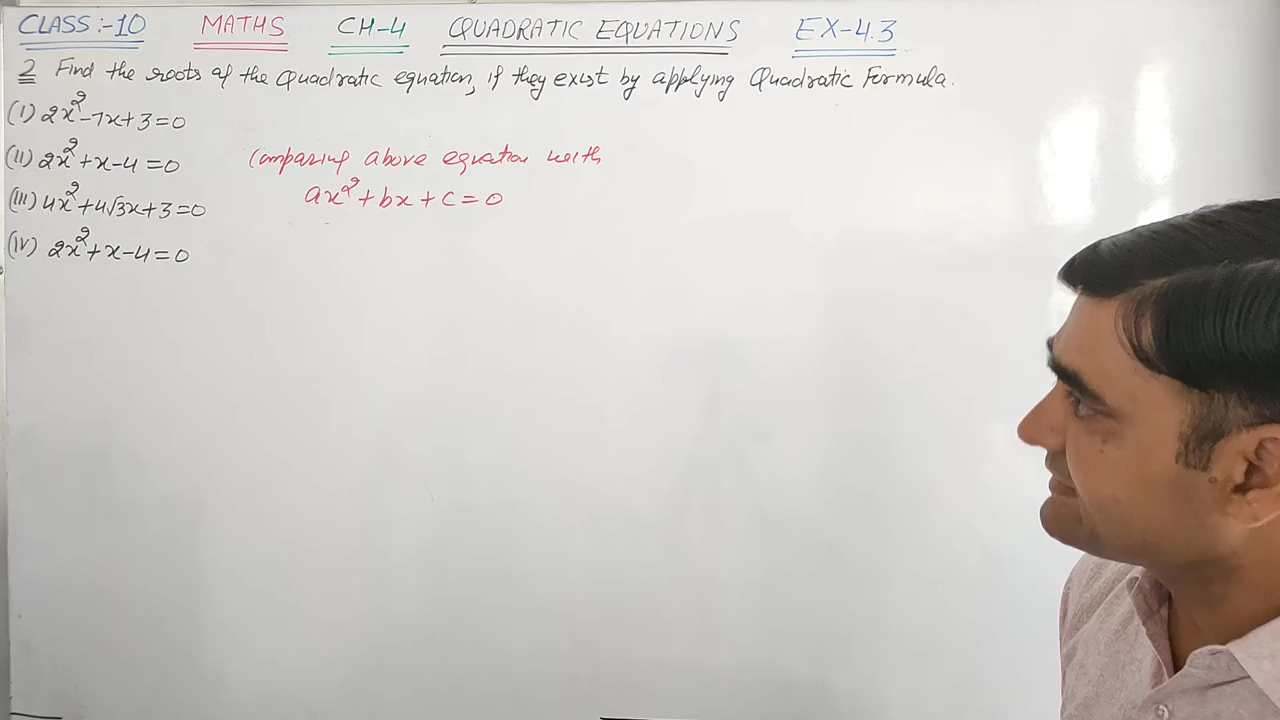 CLASS:-10 MATHS CH-4 QUADRATIC EQUATIONS EX-4.3
2 Find the roots of the Quadratic equation, if they exist by applying Quadratic Formula.
(I) 2x²-7x+3=0
(II) 2x²+x-4=0
(III) 4x²+4√3x+3=0
(IV) 2x²+x-4=0
Comparing above equation with
ax²+bx+c=0